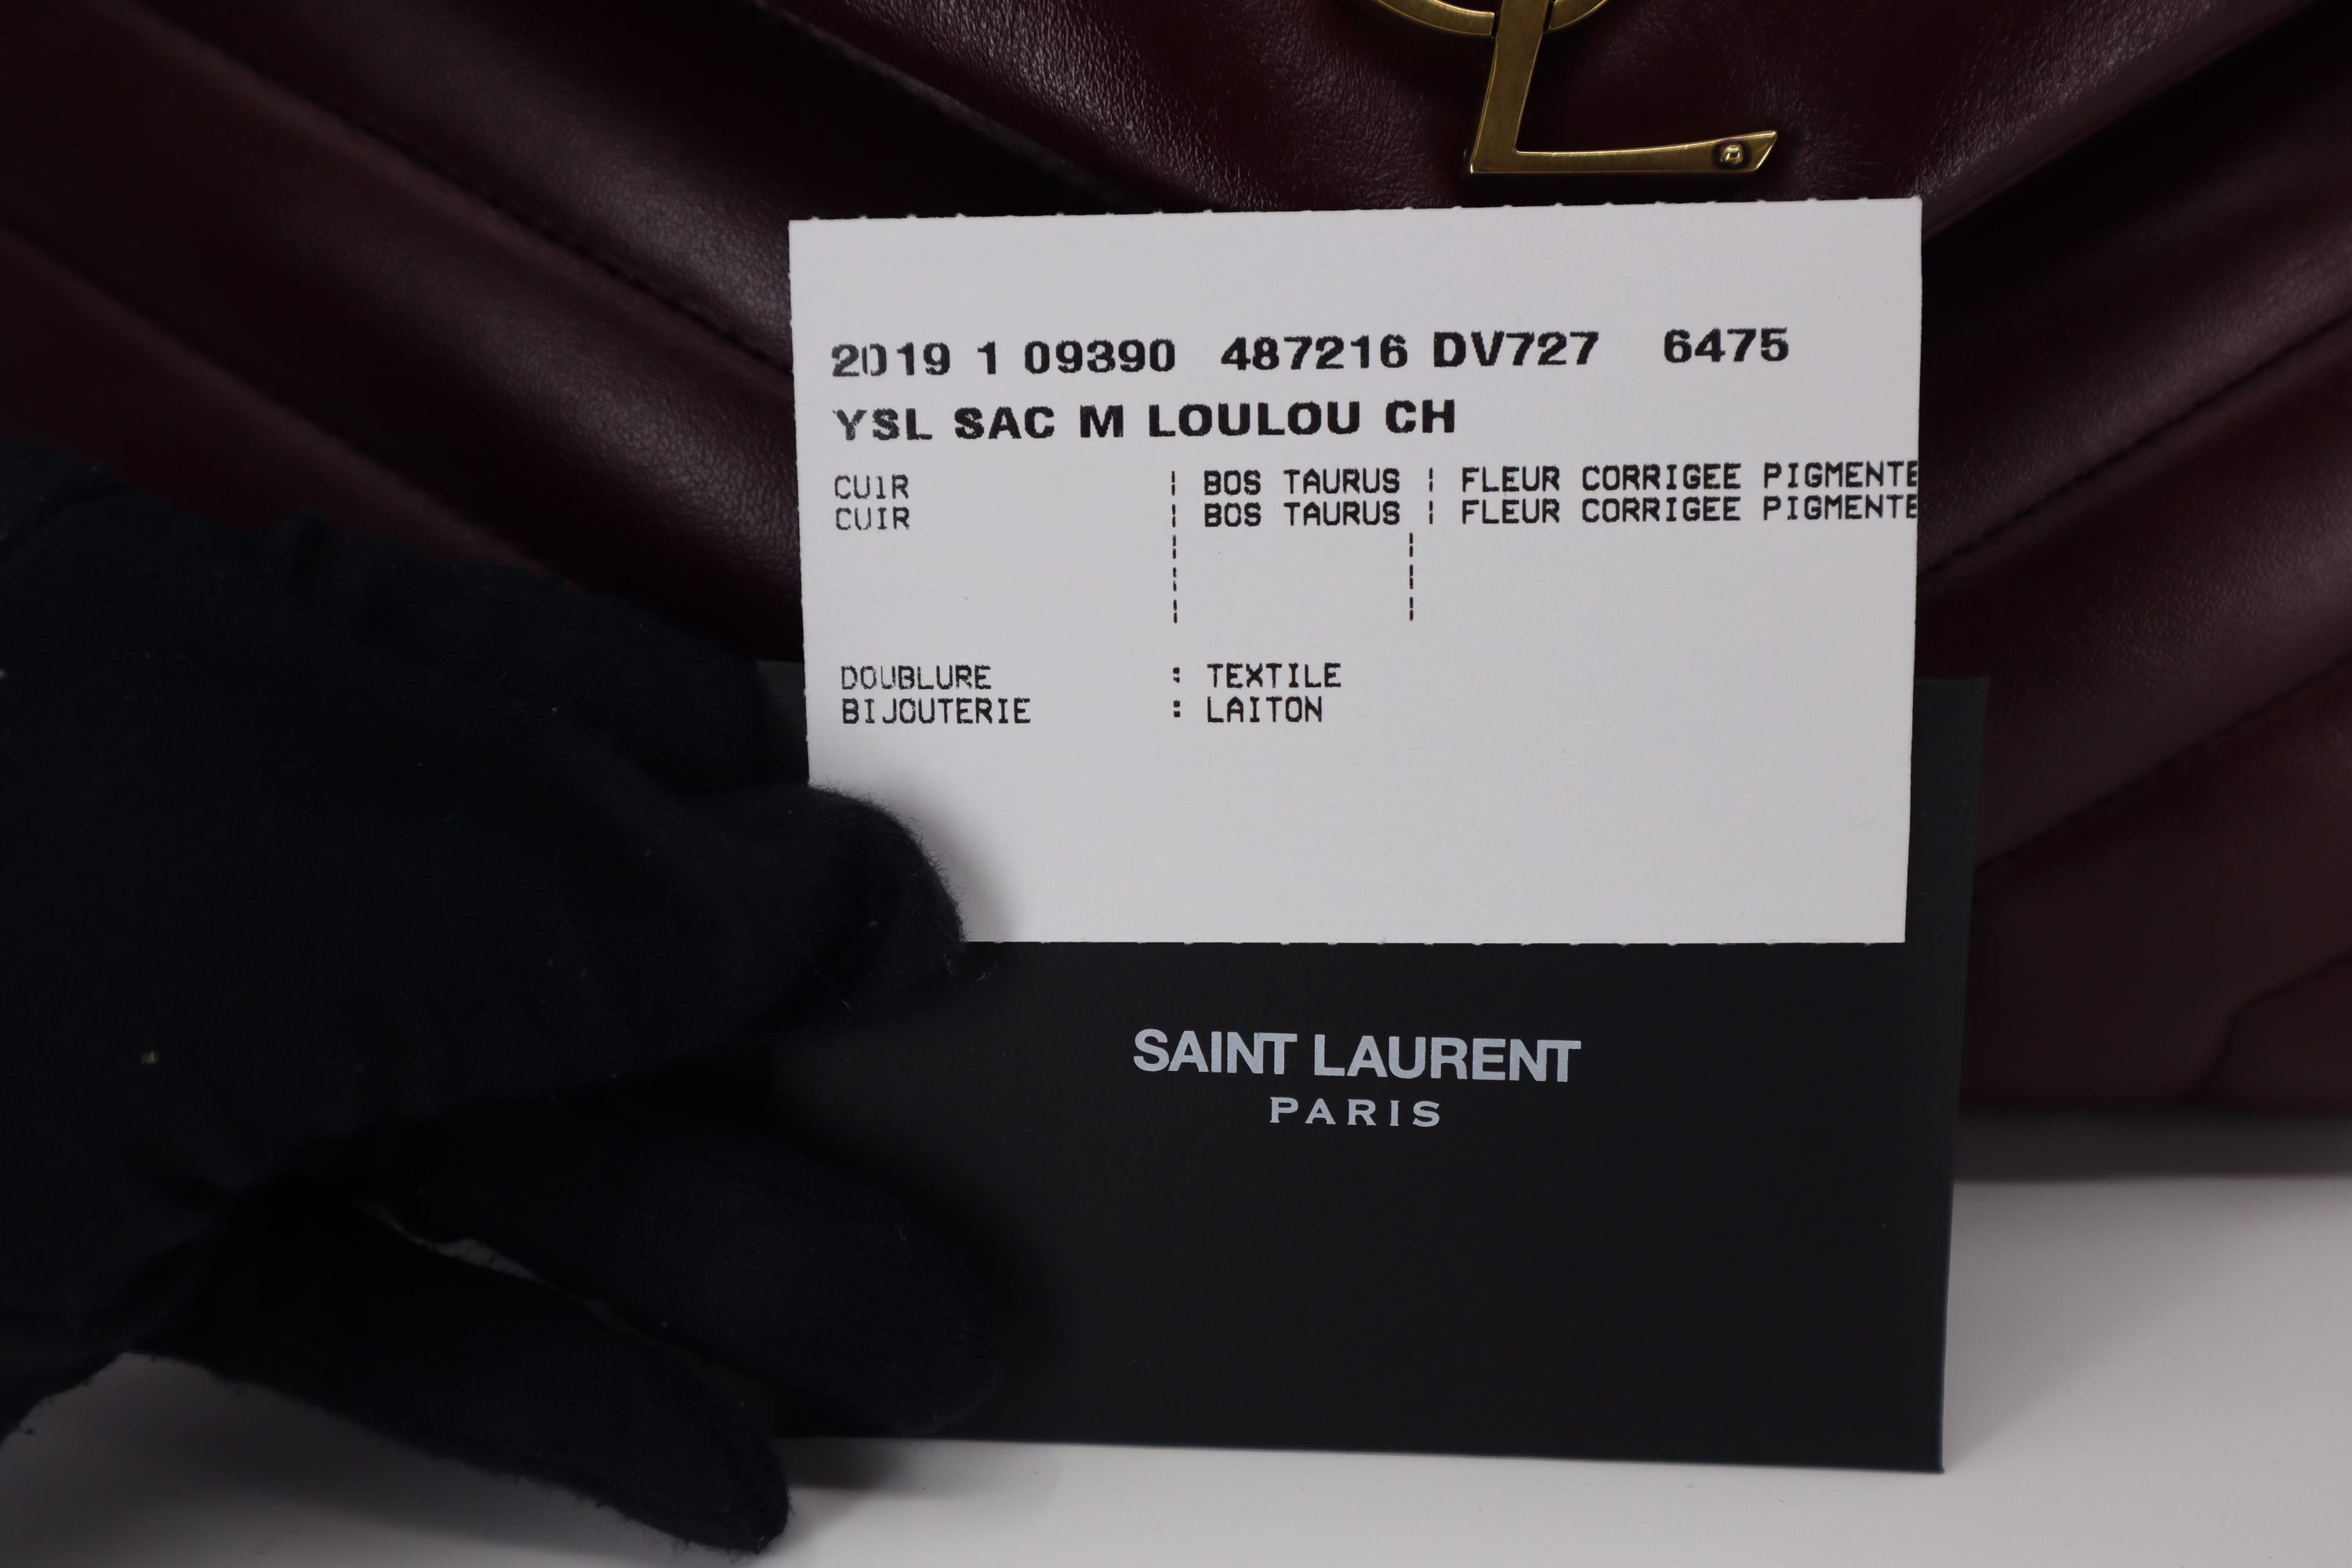 2019 1 09390 487216 DV727 6475
YSL SAC M LOULOU CH
CUIR | BOS TAURUS | FLEUR CORRIGEE PIGMENTE
CUIR | BOS TAURUS | FLEUR CORRIGEE PIGMENTE
DOUBLURE : TEXTILE
BIJOUTERIE : LAITON
SAINT LAURENT
PARIS